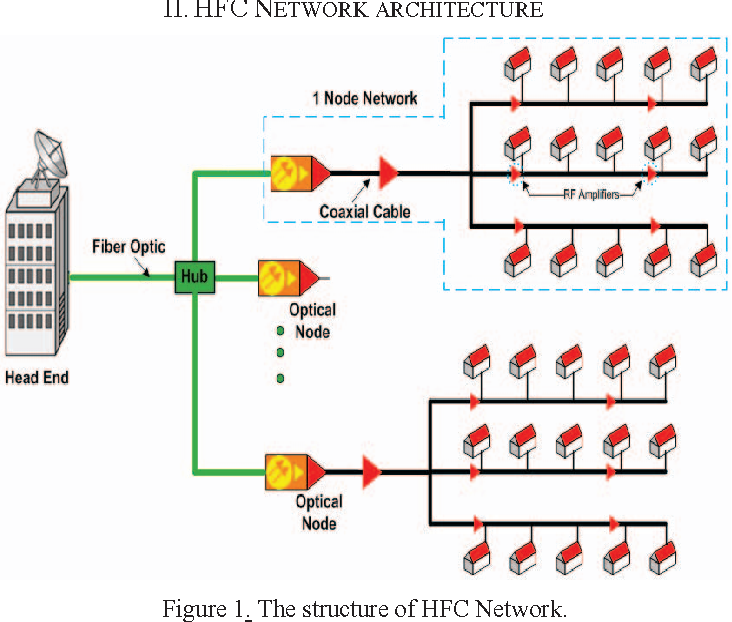 II. HFC NETWORK ARCHITECTURE
1 Node Network
RF Amplifiers
Coaxial Cable
Fiber Optic
Hub
Optical
Node
Head End
Optical
Node
Figure 1. The structure of HFC Network.